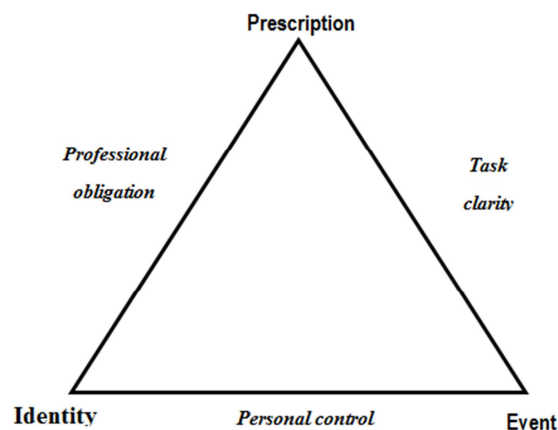 Prescription
Professional
obligation
Task
clarity
Identity
Personal control
Event